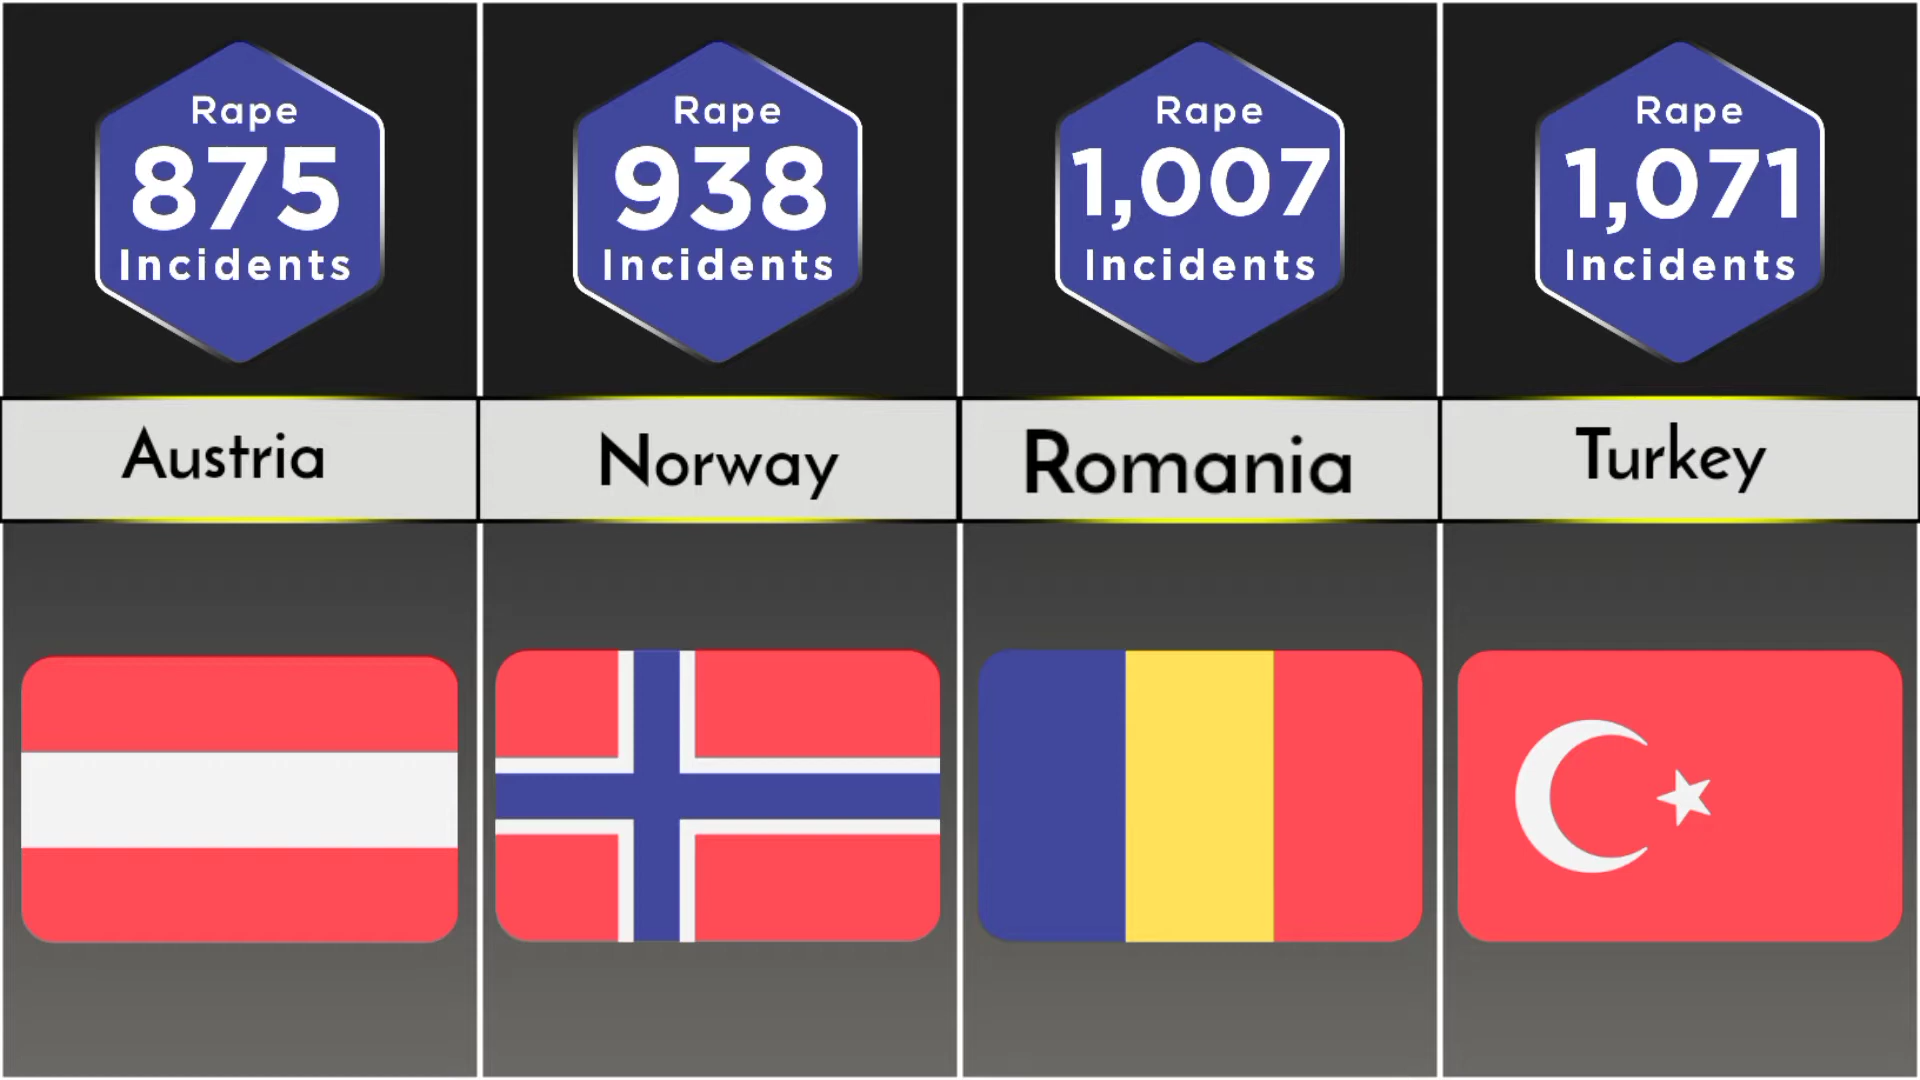 Rape
875
Incidents
Austria
Rape
938
Incidents
Norway
Rape
1,007
Incidents
Romania
Rape
1,071
Incidents
Turkey